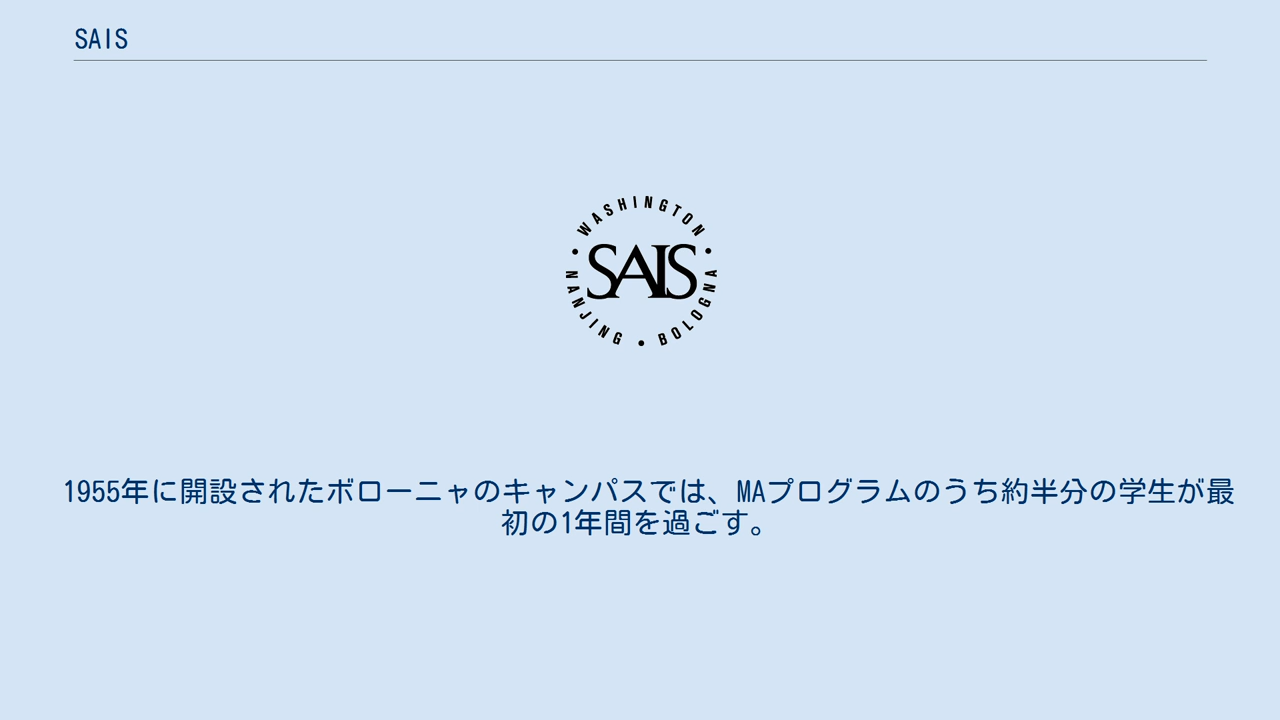 SAIS
WASHINGTON
SAIS
NANJING • BOLOGNA
1955年に開設されたボローニャのキャンパスでは、MAプログラムのうち約半分の学生が最
初の1年間を過ごす。